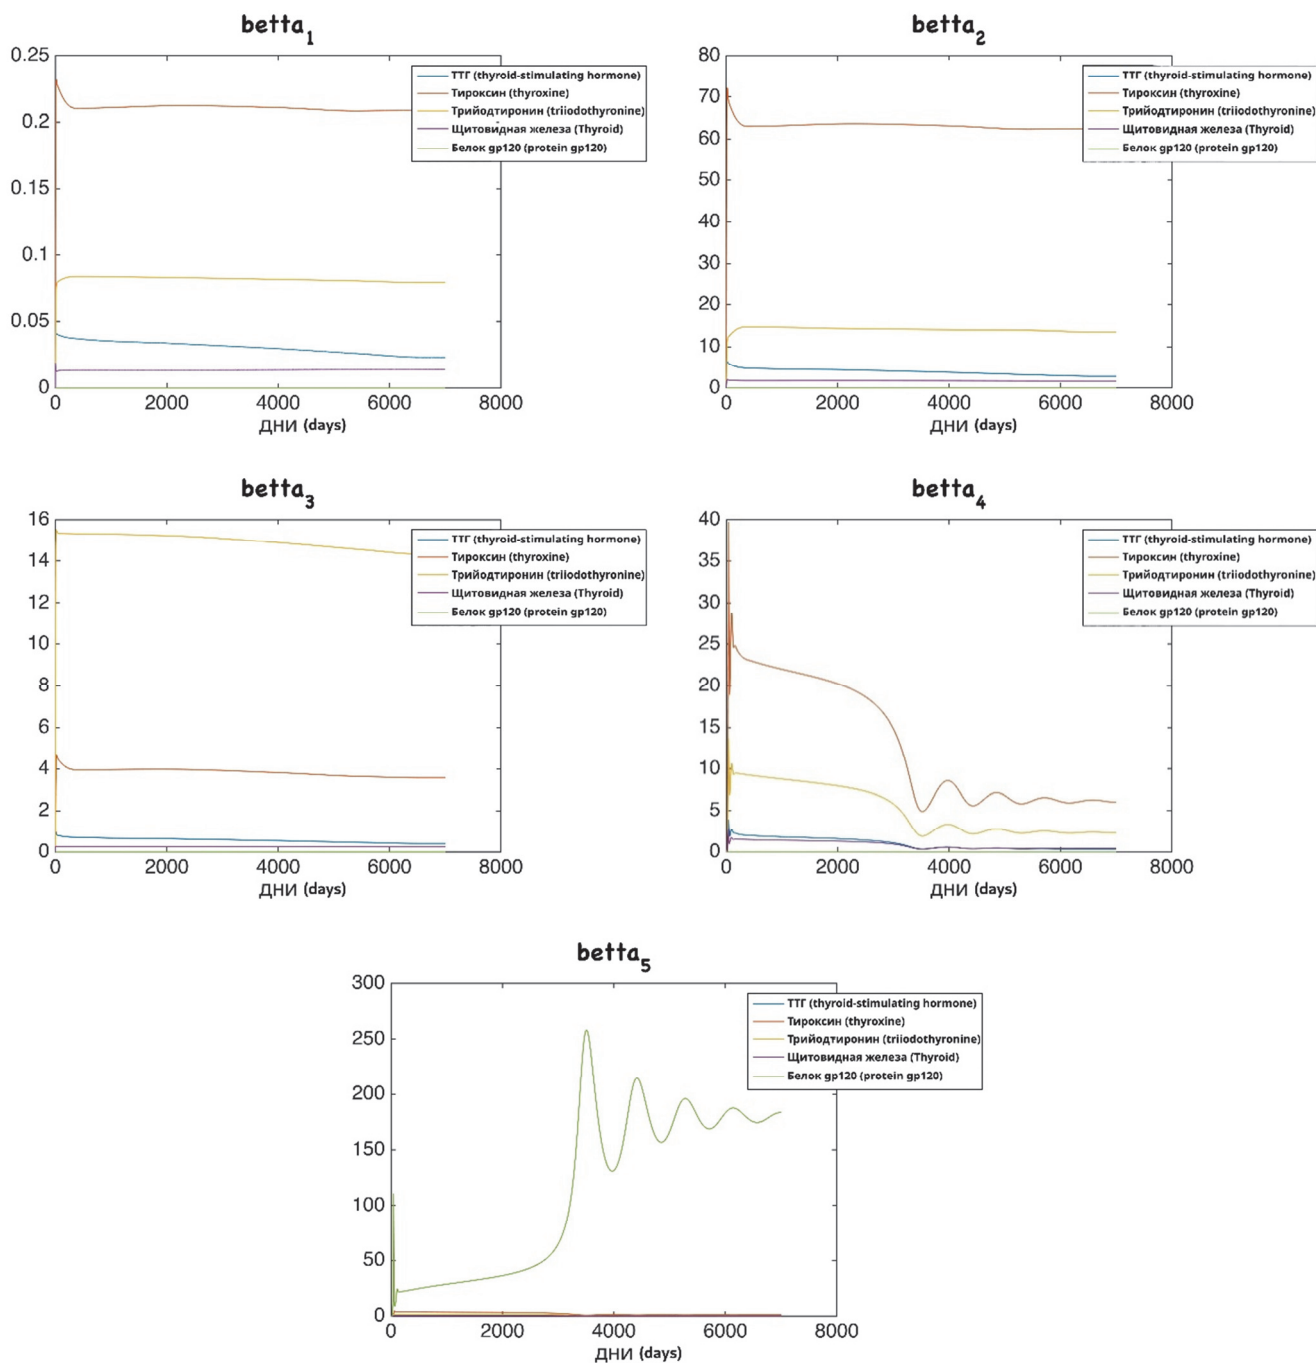 betta1
0.25
0.2
0.15
0.1
0.05
0
0 2000 4000 6000 8000
ДНИ (days)
ТТГ (thyroid-stimulating hormone)
Тироксин (thyroxine)
Трийодтиронин (triiodothyronine)
Щитовидная железа (Thyroid)
Белок gp120 (protein gp120)
betta2
80
70
60
50
40
30
20
10
0
0 2000 4000 6000 8000
ДНИ (days)
ТТГ (thyroid-stimulating hormone)
Тироксин (thyroxine)
Трийодтиронин (triiodothyronine)
Щитовидная железа (Thyroid)
Белок gp120 (protein gp120)
betta3
16
14
12
10
8
6
4
2
0
0 2000 4000 6000 8000
ДНИ (days)
ТТГ (thyroid-stimulating hormone)
Тироксин (thyroxine)
Трийодтиронин (triiodothyronine)
Щитовидная железа (Thyroid)
Белок gp120 (protein gp120)
betta4
40
35
30
25
20
15
10
5
0
0 2000 4000 6000 8000
ДНИ (days)
ТТГ (thyroid-stimulating hormone)
Тироксин (thyroxine)
Трийодтиронин (triiodothyronine)
Щитовидная железа (Thyroid)
Белок gp120 (protein gp120)
betta5
300
250
200
150
100
50
0
0 2000 4000 6000 8000
ДНИ (days)
ТТГ (thyroid-stimulating hormone)
Тироксин (thyroxine)
Трийодтиронин (triiodothyronine)
Щитовидная железа (Thyroid)
Белок gp120 (protein gp120)